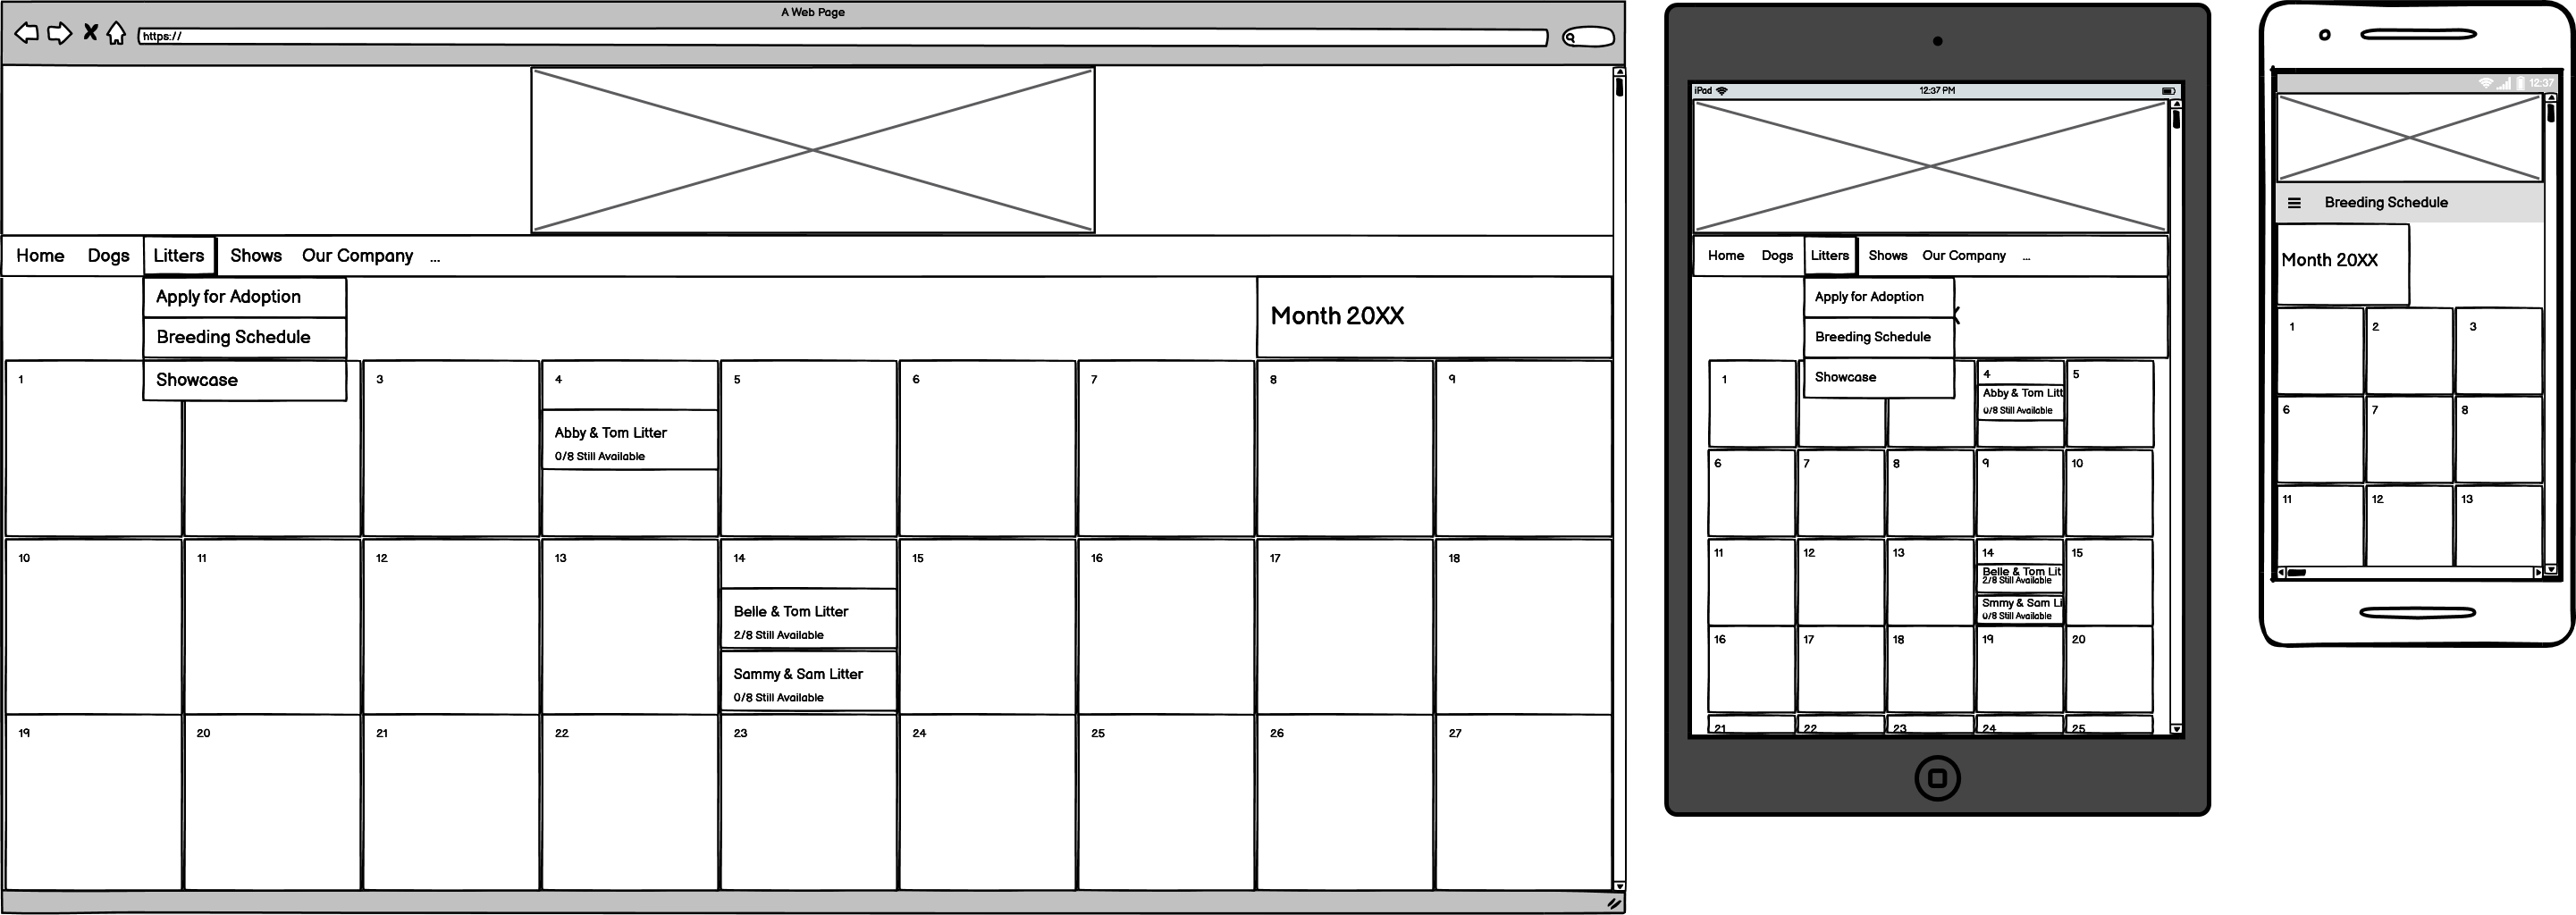 A Web Page
https://
Home Dogs Litters Shows Our Company ...
Apply for Adoption
Breeding Schedule
Showcase
Month 20XX
1 3 4 5 6 7 8 9
Abby & Tom Litter
0/8 Still Available
10 11 12 13 14 15 16 17 18
Belle & Tom Litter
2/8 Still Available
Sammy & Sam Litter
0/8 Still Available
19 20 21 22 23 24 25 26 27
iPad 12:37 PM
Home Dogs Litters Shows Our Company ...
Apply for Adoption
X
Breeding Schedule
Showcase
1 4 5
Abby & Tom Litt
0/8 Still Available
6 7 8 9 10
11 12 13 14 15
Belle & Tom Lit
2/8 Still Available
Smmy & Sam Li
0/8 Still Available
16 17 18 19 20
21 22 23 24 25
12:37
Breeding Schedule
Month 20XX
1 2 3
6 7 8
11 12 13